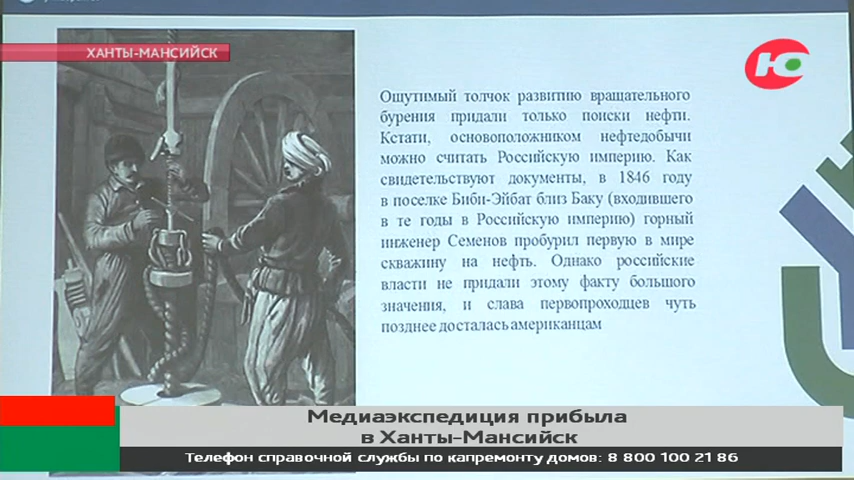 ХАНТЫ-МАНСИЙСК
Ю
Ощутимый толчок развитию вращательного
бурения придали только поиски нефти.
Кстати, основоположником нефтедобычи
можно считать Российскую империю. Как
свидетельствуют документы, в 1846 году
в поселке Биби-Эйбат близ Баку (входившего
в те годы в Российскую империю) горный
инженер Семенов пробурил первую в мире
скважину на нефть. Однако российские
власти не придали этому факту большого
значения, и слава первопроходцев чуть
позднее досталась американцам
Медиаэкспедиция прибыла
в Ханты-Мансийск
Телефон справочной службы по капремонту домов: 8 800 100 21 86